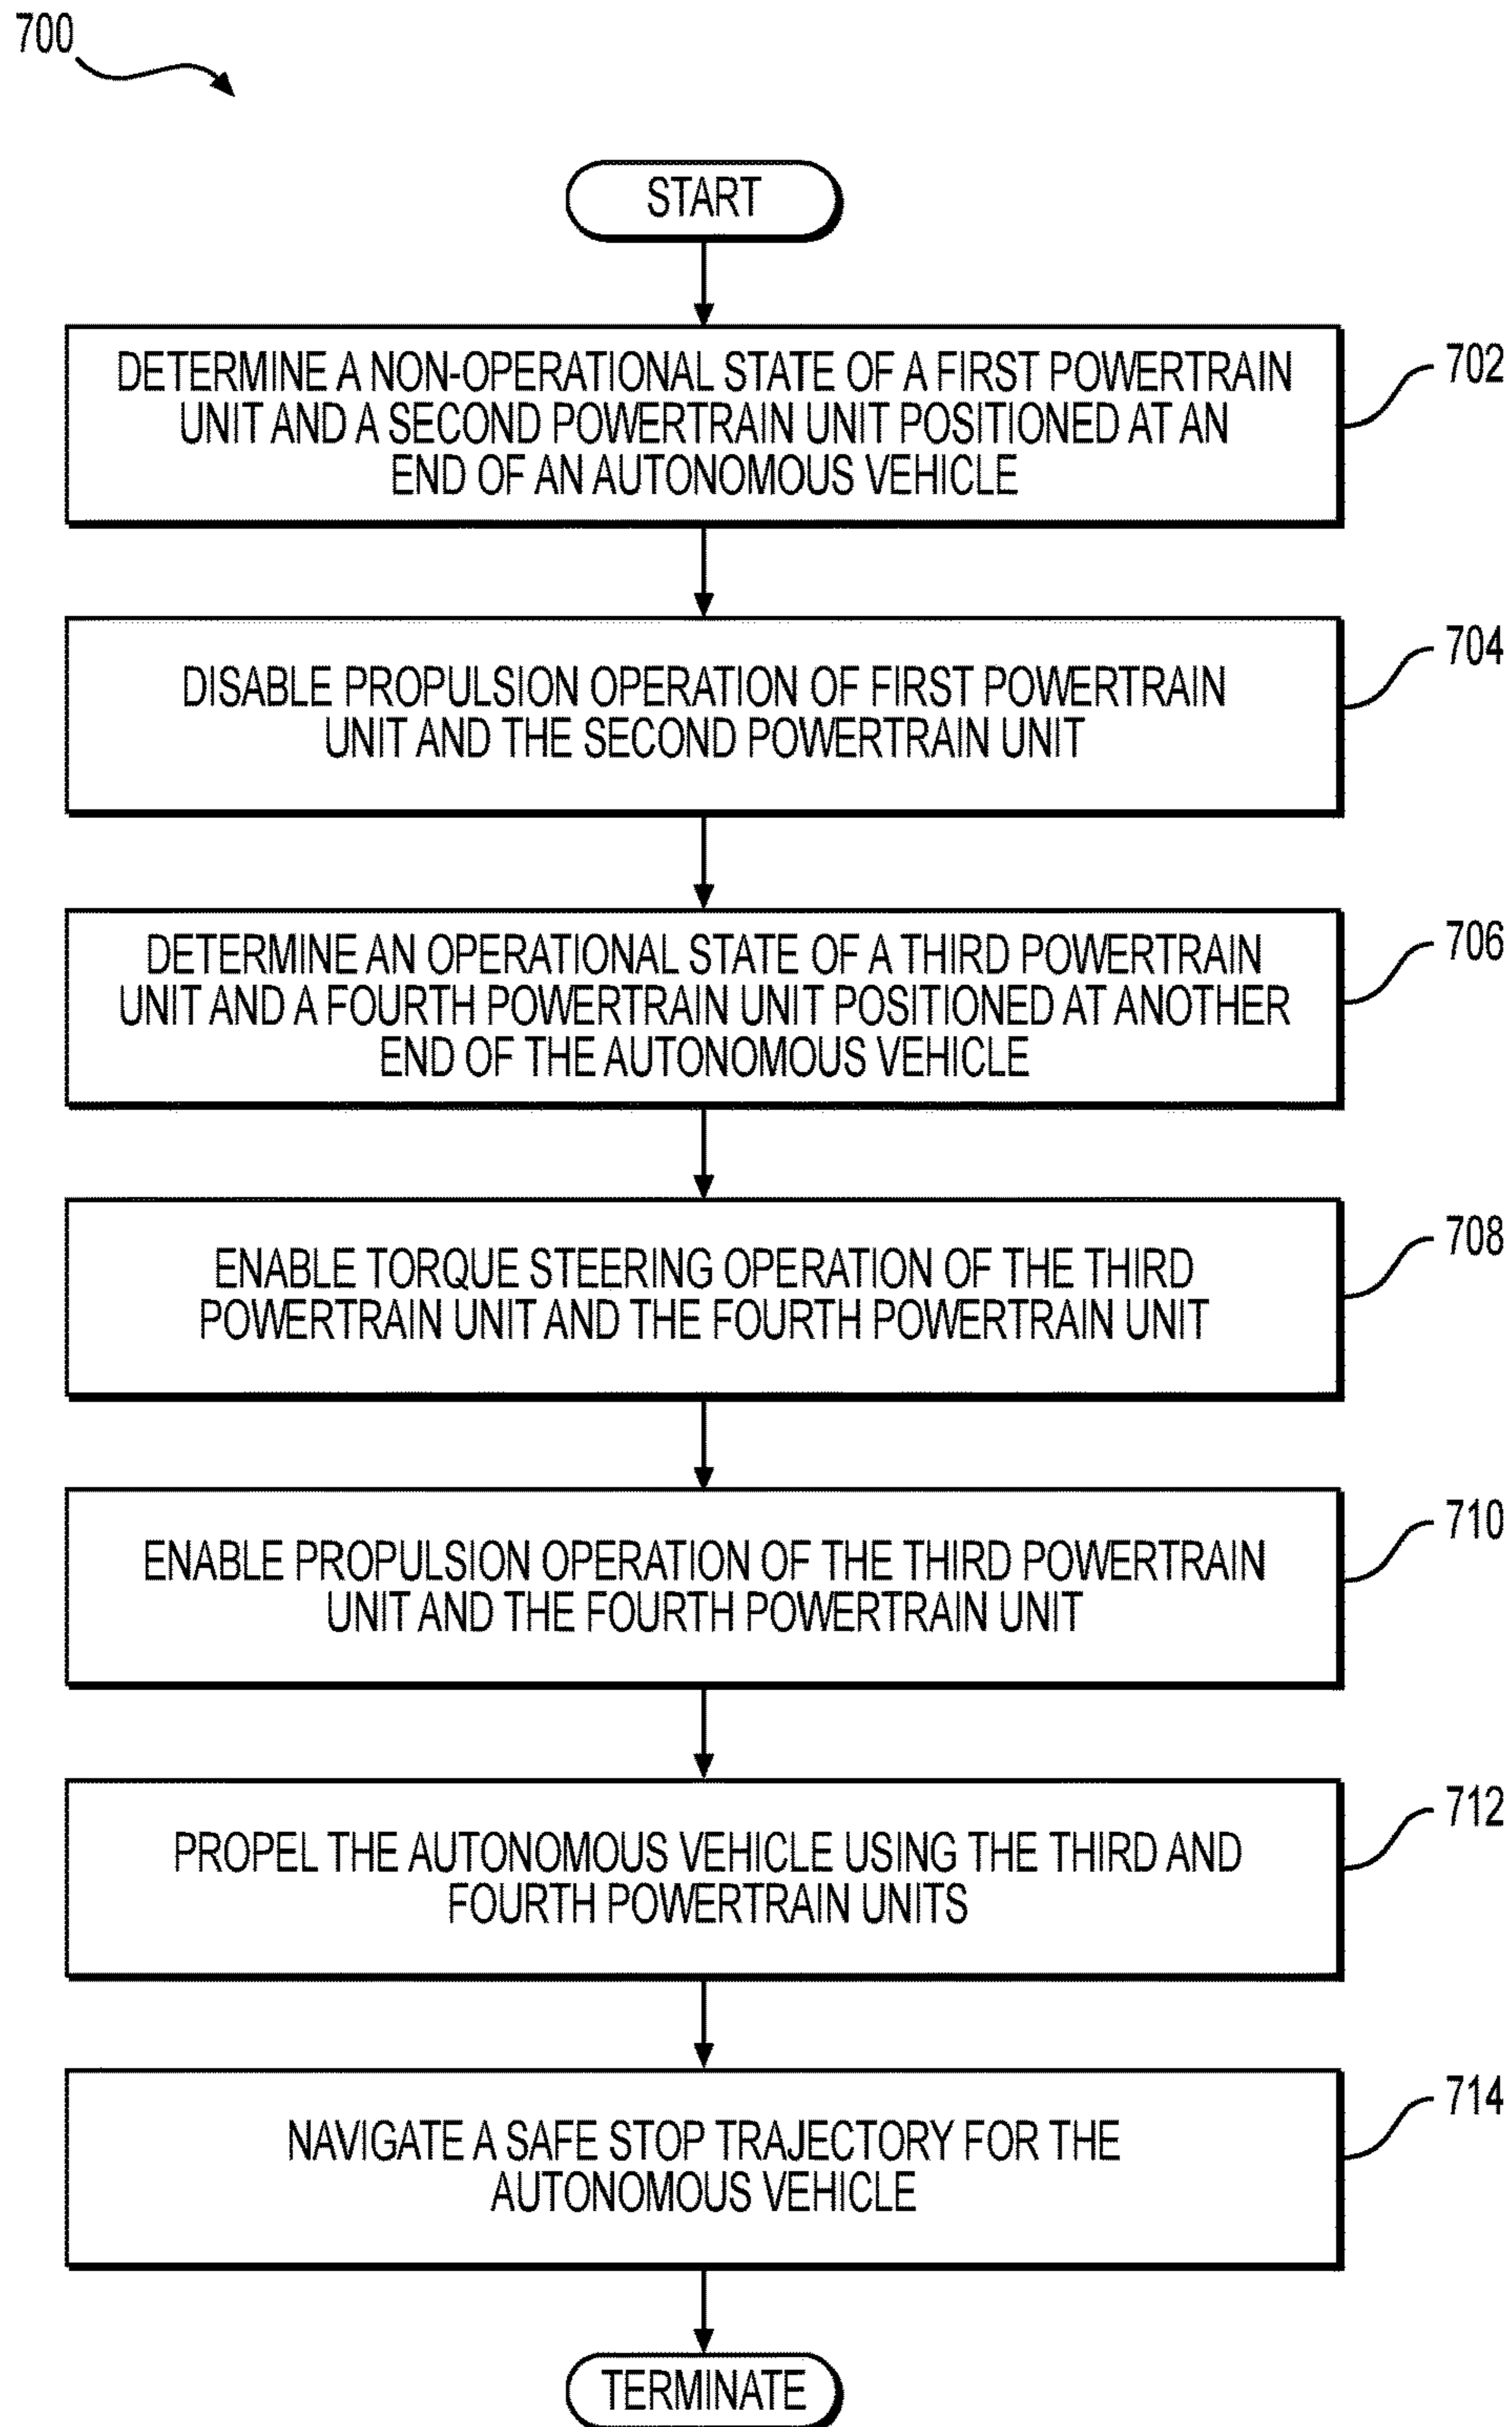 700
START
DETERMINE A NON-OPERATIONAL STATE OF A FIRST POWERTRAIN
UNIT AND A SECOND POWERTRAIN UNIT POSITIONED AT AN
END OF AN AUTONOMOUS VEHICLE
702
DISABLE PROPULSION OPERATION OF FIRST POWERTRAIN
UNIT AND THE SECOND POWERTRAIN UNIT
704
DETERMINE AN OPERATIONAL STATE OF A THIRD POWERTRAIN
UNIT AND A FOURTH POWERTRAIN UNIT POSITIONED AT ANOTHER
END OF THE AUTONOMOUS VEHICLE
706
ENABLE TORQUE STEERING OPERATION OF THE THIRD
POWERTRAIN UNIT AND THE FOURTH POWERTRAIN UNIT
708
ENABLE PROPULSION OPERATION OF THE THIRD POWERTRAIN
UNIT AND THE FOURTH POWERTRAIN UNIT
710
PROPEL THE AUTONOMOUS VEHICLE USING THE THIRD AND
FOURTH POWERTRAIN UNITS
712
NAVIGATE A SAFE STOP TRAJECTORY FOR THE
AUTONOMOUS VEHICLE
714
TERMINATE